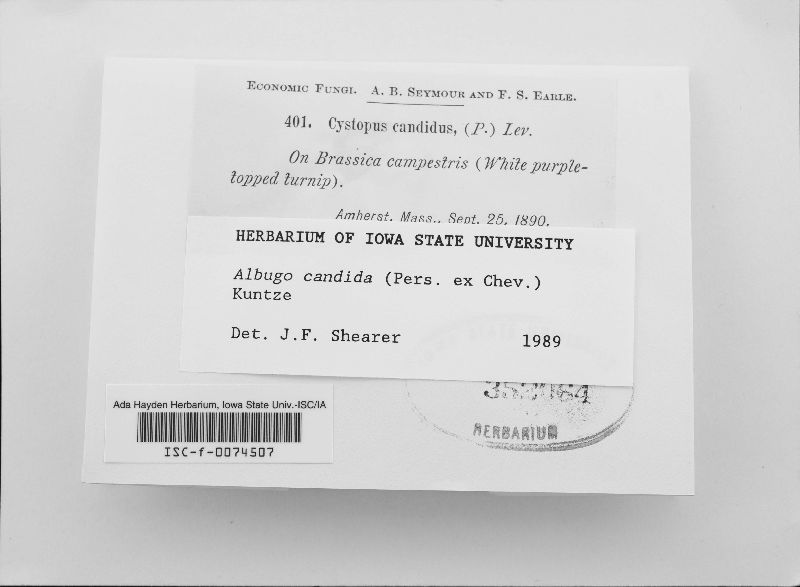 Economic Fungi. A. B. Seymour and F. S. Earle.
401. Cystopus candidus, (P.) Lev.
On Brassica campestris (White purple-
topped turnip).
Amherst, Mass., Sept. 25, 1890.
HERBARIUM OF IOWA STATE UNIVERSITY
Albugo candida (Pers. ex Chev.)
Kuntze
Det. J.F. Shearer 1989
HERBARIUM
Ada Hayden Herbarium, Iowa State Univ.-ISC/IA
ISC-f-0074507